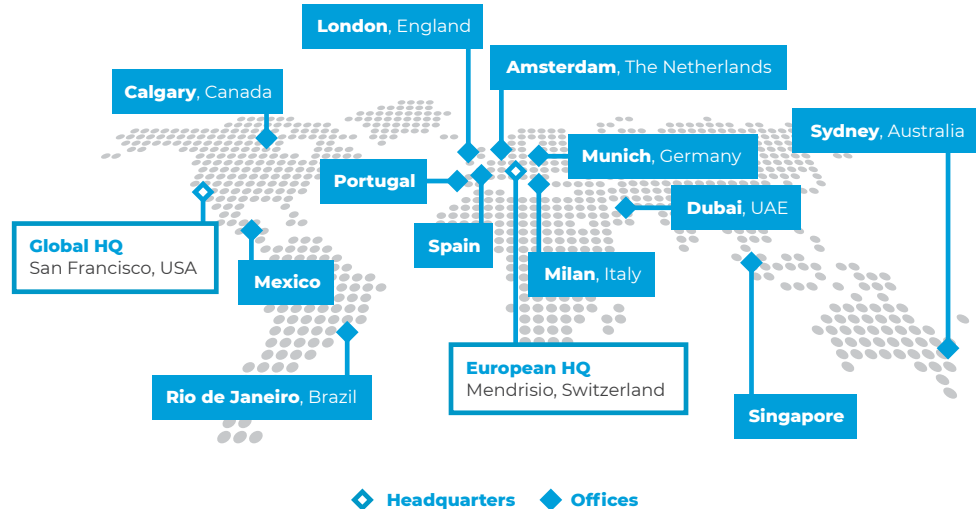 London, England
Amsterdam, The Netherlands
Calgary, Canada
Sydney, Australia
Munich, Germany
Portugal
Dubai, UAE
Global HQ
San Francisco, USA
Spain
Mexico
Milan, Italy
European HQ
Mendrisio, Switzerland
Rio de Janeiro, Brazil
Singapore
Headquarters
Offices